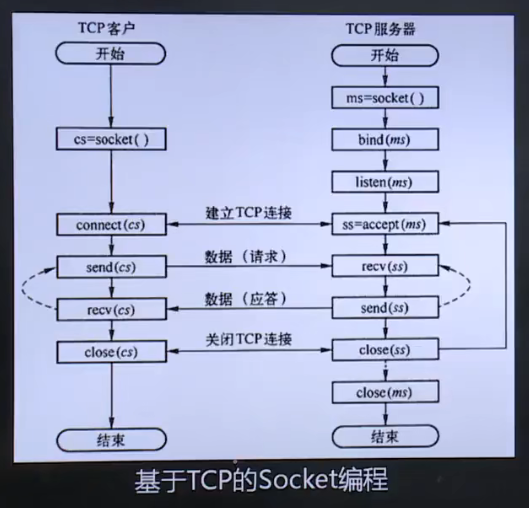 TCP客户
TCP服务器
开始
开始
ms=socket( )
cs=socket( )
bind(ms)
listen(ms)
connect(cs)
建立TCP连接
ss=accept(ms)
send(cs)
数据（请求）
recv(ss)
recv(cs)
数据（应答）
send(ss)
close(cs)
关闭TCP连接
close(ss)
close(ms)
结束
结束
基于TCP的Socket编程